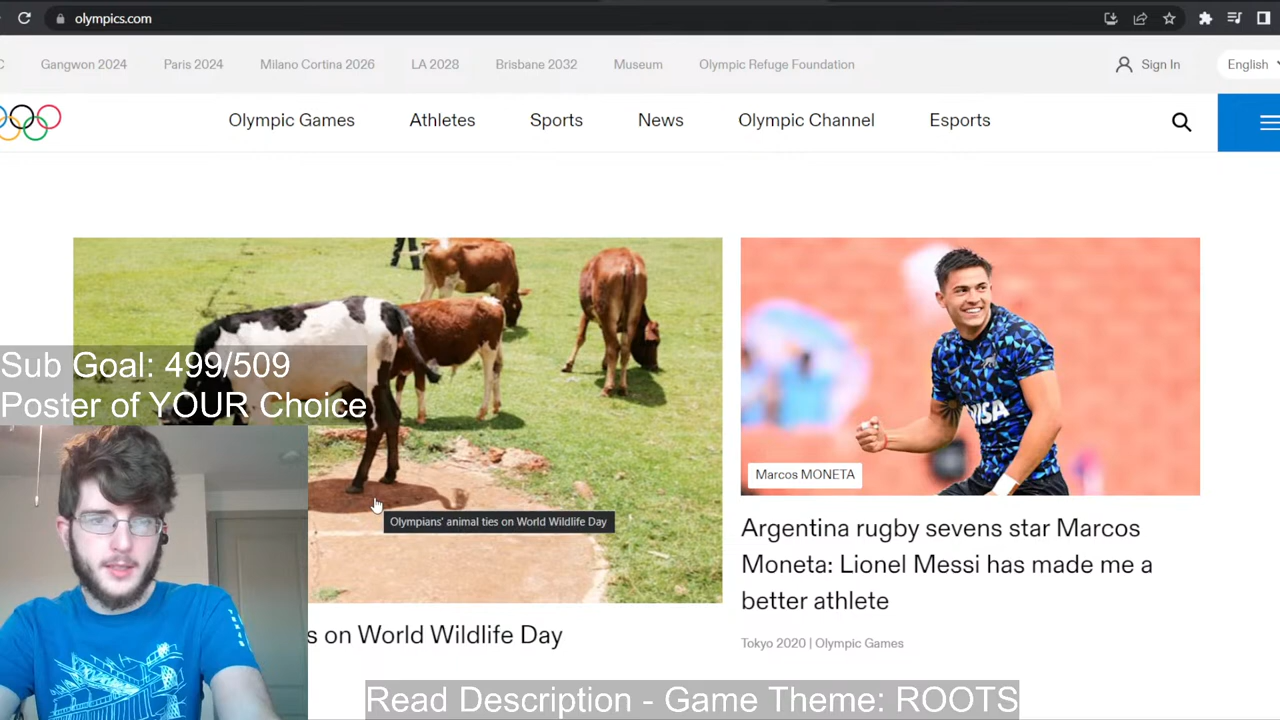 olympics.com
C Gangwon 2024 Paris 2024 Milano Cortina 2026 LA 2028 Brisbane 2032 Museum Olympic Refuge Foundation Sign In English
Olympic Games Athletes Sports News Olympic Channel Esports
Sub Goal: 499/509
Poster of YOUR Choice
VISA
Marcos MONETA
Olympians' animal ties on World Wildlife Day
Argentina rugby sevens star Marcos
Moneta: Lionel Messi has made me a
better athlete
s on World Wildlife Day
Tokyo 2020 | Olympic Games
Read Description - Game Theme: ROOTS